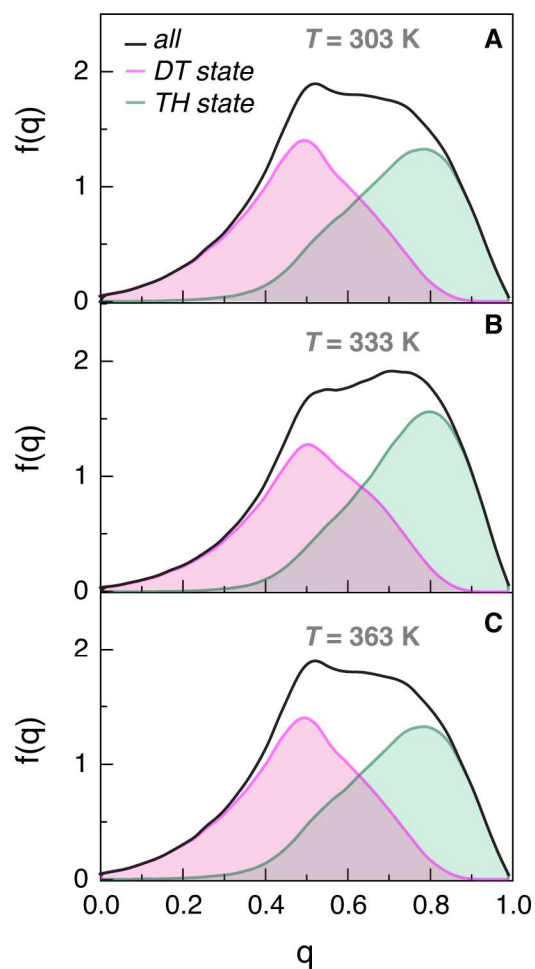 all
DT state
TH state
T = 303 K
A
2
1
0
f(q)
T = 333 K
B
2
1
0
f(q)
T = 363 K
C
2
1
0
f(q)
0.0 0.2 0.4 0.6 0.8 1.0
q